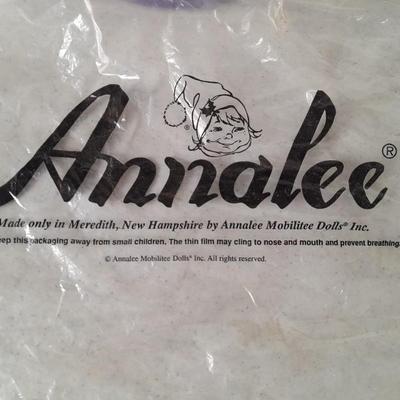 Annalee®
Made only in Meredith, New Hampshire by Annalee Mobilitee Dolls® Inc.
eep this packaging away from small children. The thin film may cling to nose and mouth and prevent breathing.
© Annalee Mobilitee Dolls® Inc. All rights reserved.